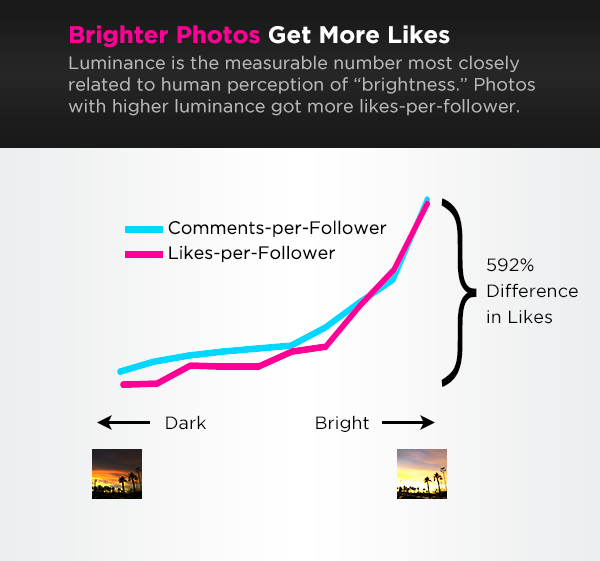 Brighter Photos Get More Likes
Luminance is the measurable number most closely
related to human perception of “brightness.” Photos
with higher luminance got more likes-per-follower.
Comments-per-Follower
Likes-per-Follower
592%
Difference
in Likes
Dark
Bright